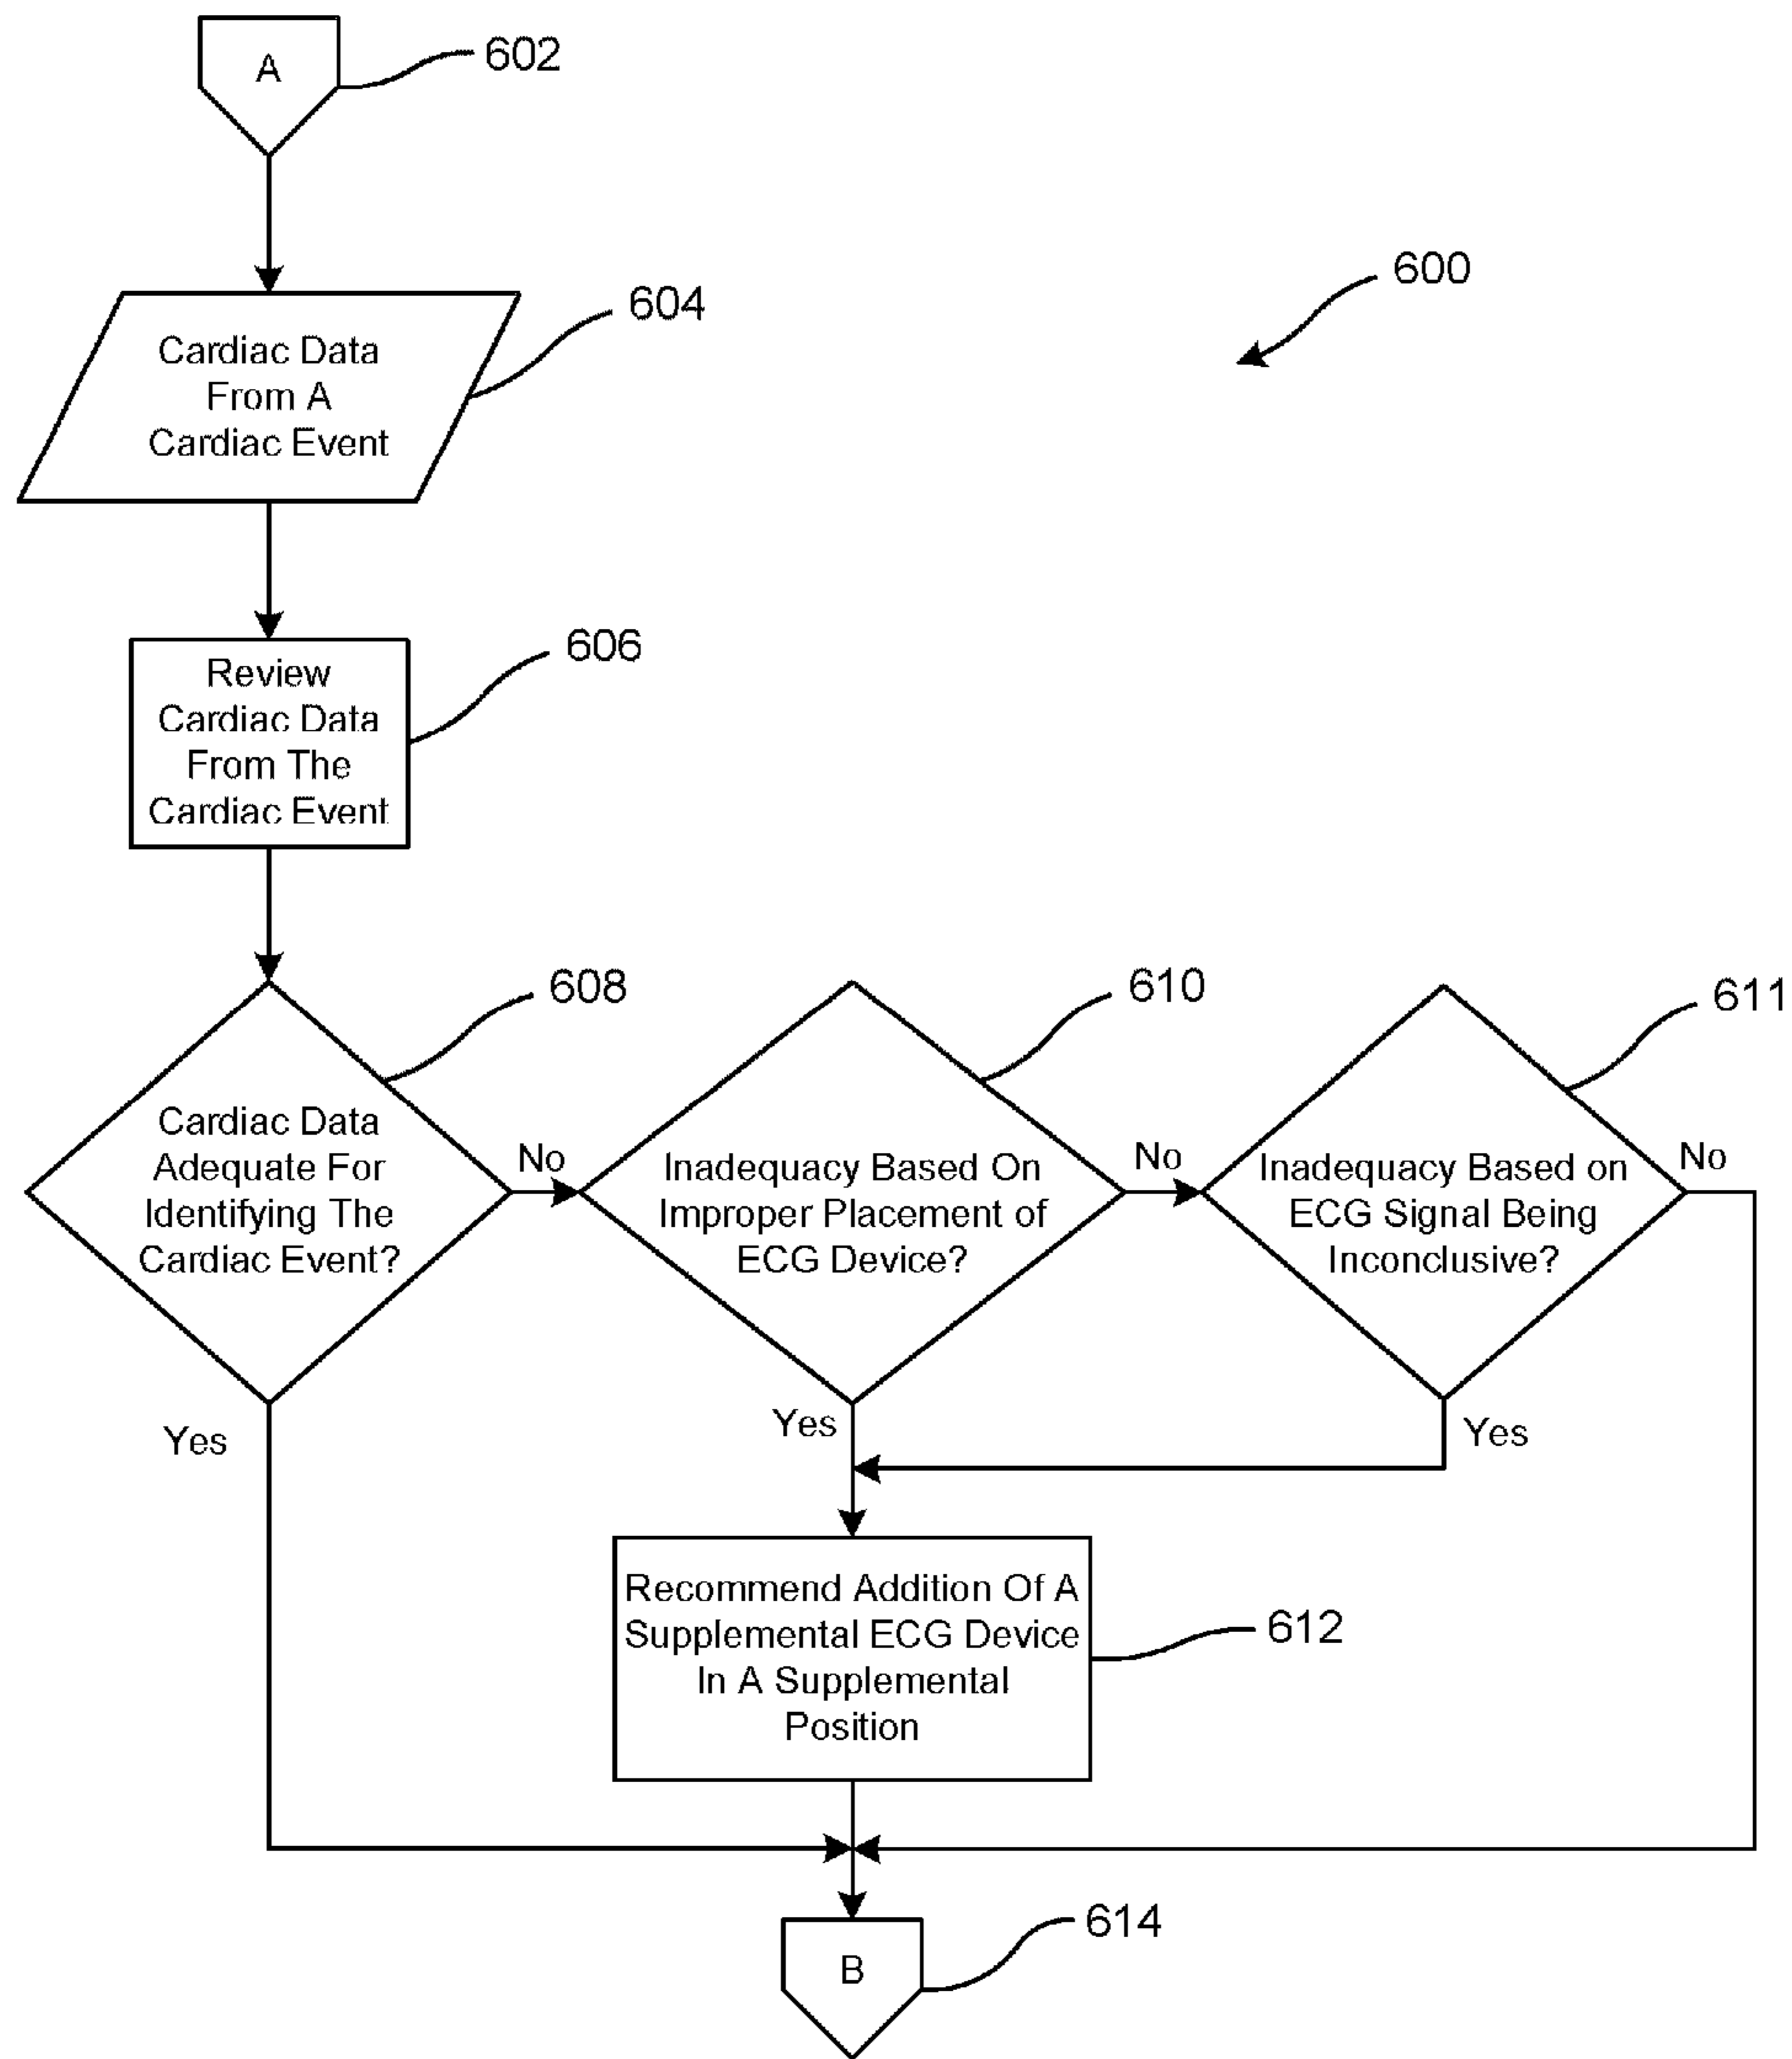 A
602
600
604
Cardiac Data
From A
Cardiac Event
606
Review
Cardiac Data
From The
Cardiac Event
608
610
611
Cardiac Data
Adequate For
Identifying The
Cardiac Event?
No
Inadequacy Based On
Improper Placement of
ECG Device?
No
Inadequacy Based on
ECG Signal Being
Inconclusive?
No
Yes
Yes
Yes
Recommend Addition Of A
Supplemental ECG Device
In A Supplemental
Position
612
614
B